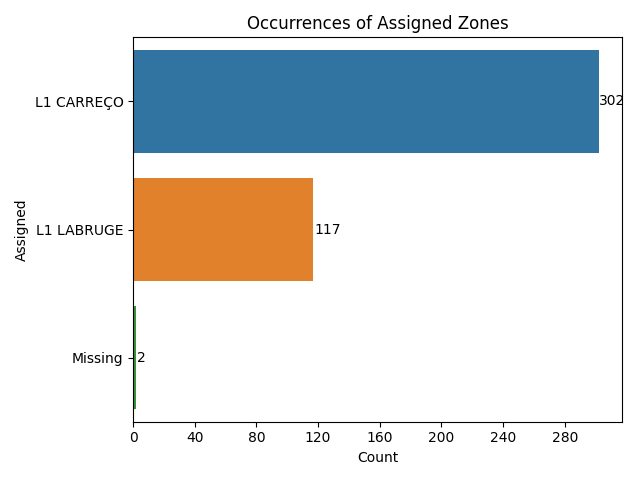 Occurrences of Assigned Zones
L1 CARREÇO
302
L1 LABRUGE
117
Missing
2
Assigned
0 40 80 120 160 200 240 280
Count